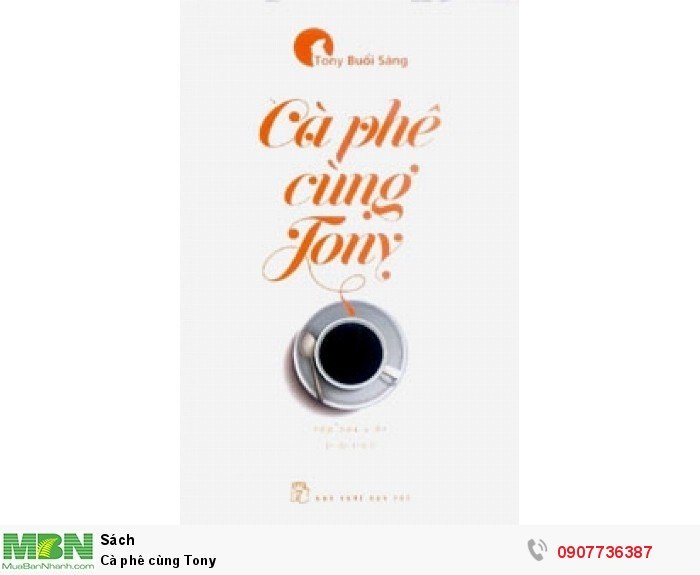 Tony Buổi Sáng
Cà phê
cùng
Tony
MBN
MuaBanNhanh.com
Sách
Cà phê cùng Tony
0907736387